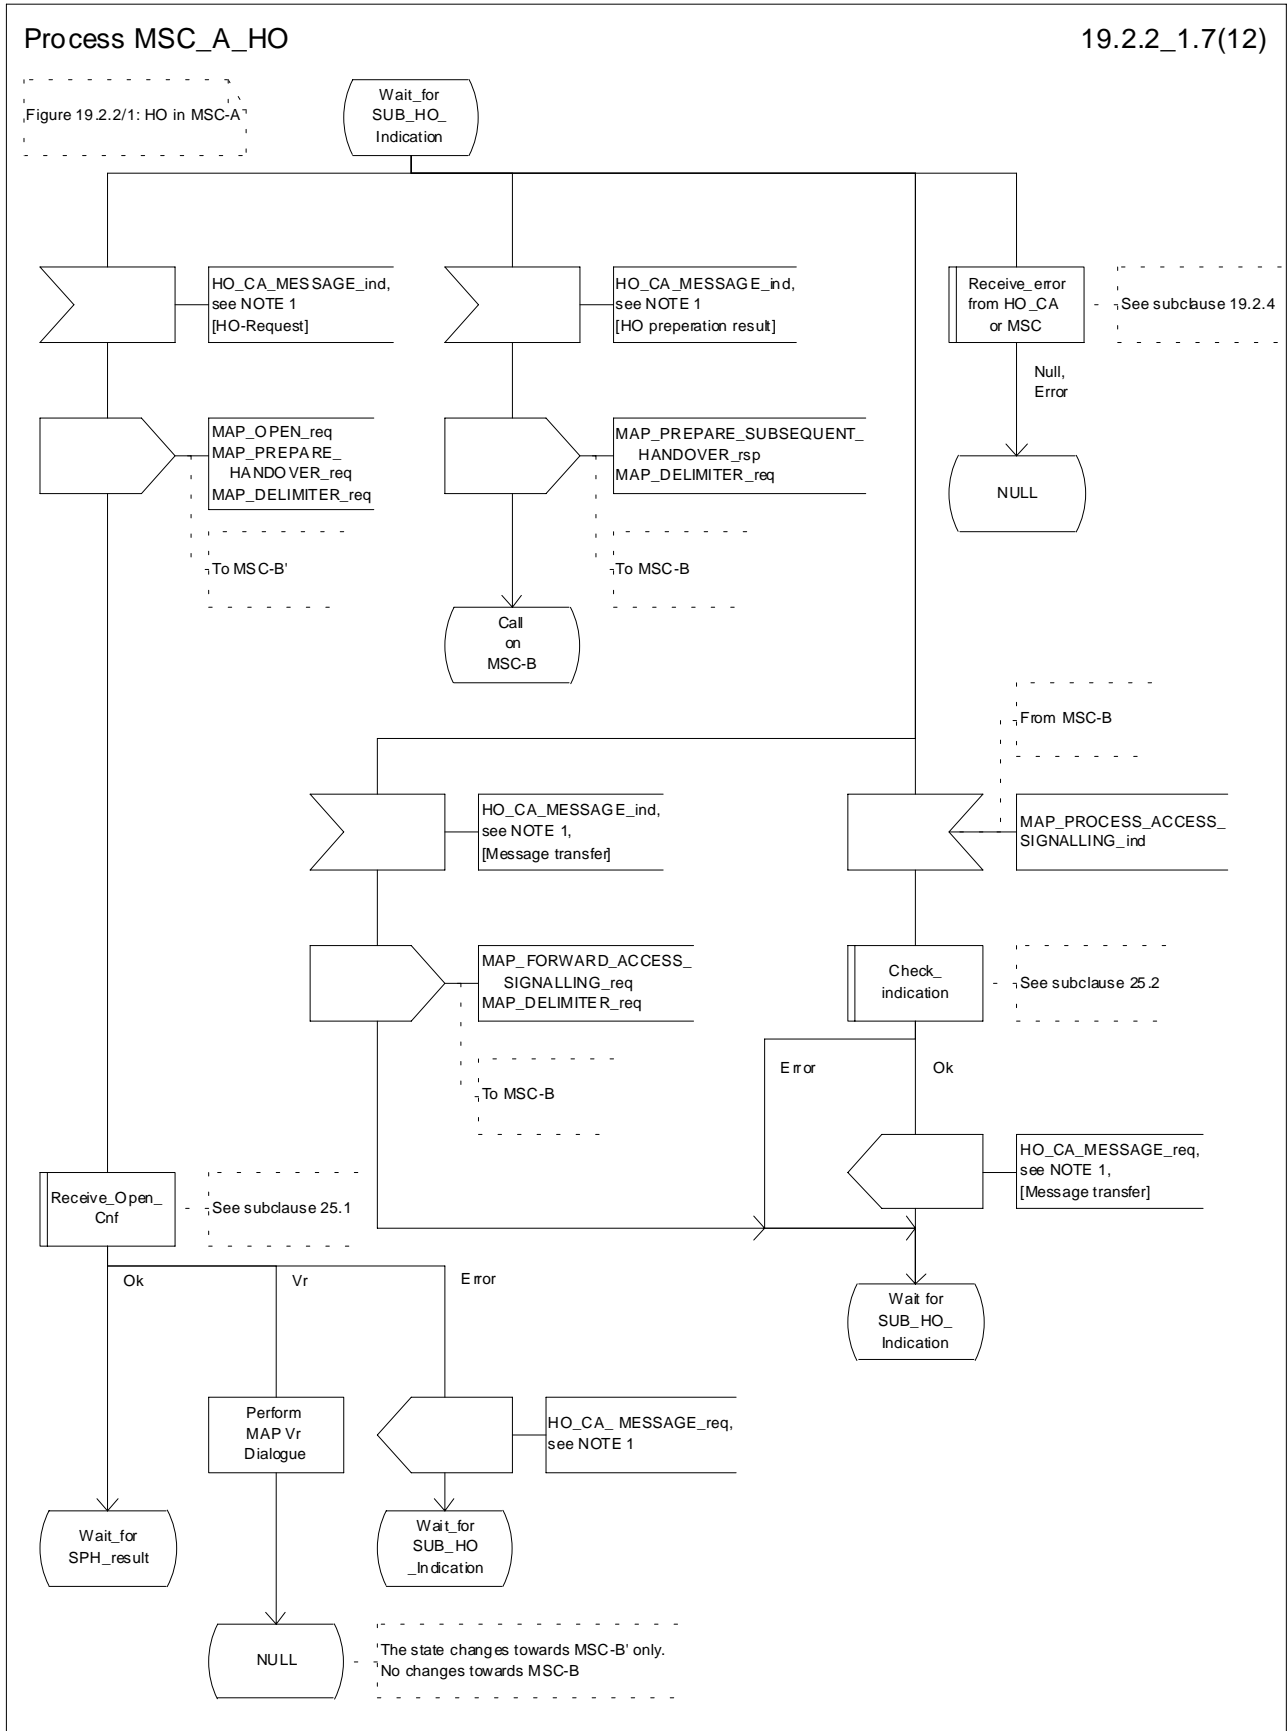 Process MSC_A_HO
19.2.2_1.7(12)
Figure 19.2.2/1: HO in MSC-A
Wait_for
SUB_HO_
Indication
HO_CA_MESSAGE_ind,
see NOTE 1
[HO-Request]
HO_CA_MESSAGE_ind,
see NOTE 1
[HO preperation result]
Receive_error
from HO_CA
or MSC
See subclause 19.2.4
Null,
Error
MAP_OPEN_req
MAP_PREPARE_
HANDOVER_req
MAP_DELIMITER_req
MAP_PREPARE_SUBSEQUENT_
HANDOVER_rsp
MAP_DELIMITER_req
NULL
To MSC-B'
To MSC-B
Call
on
MSC-B
From MSC-B
HO_CA_MESSAGE_ind,
see NOTE 1,
[Message transfer]
MAP_PROCESS_ACCESS_
SIGNALLING_ind
MAP_FORWARD_ACCESS_
SIGNALLING_req
MAP_DELIMITER_req
Check_
indication
See subclause 25.2
Error
Ok
To MSC-B
HO_CA_MESSAGE_req,
see NOTE 1,
[Message transfer]
Receive_Open_
Cnf
See subclause 25.1
Ok
Vr
Error
Wait for
SUB_HO_
Indication
Perform
MAP Vr
Dialogue
HO_CA_ MESSAGE_req,
see NOTE 1
Wait_for
SPH_result
Wait_for
SUB_HO
_Indication
NULL
The state changes towards MSC-B' only.
No changes towards MSC-B